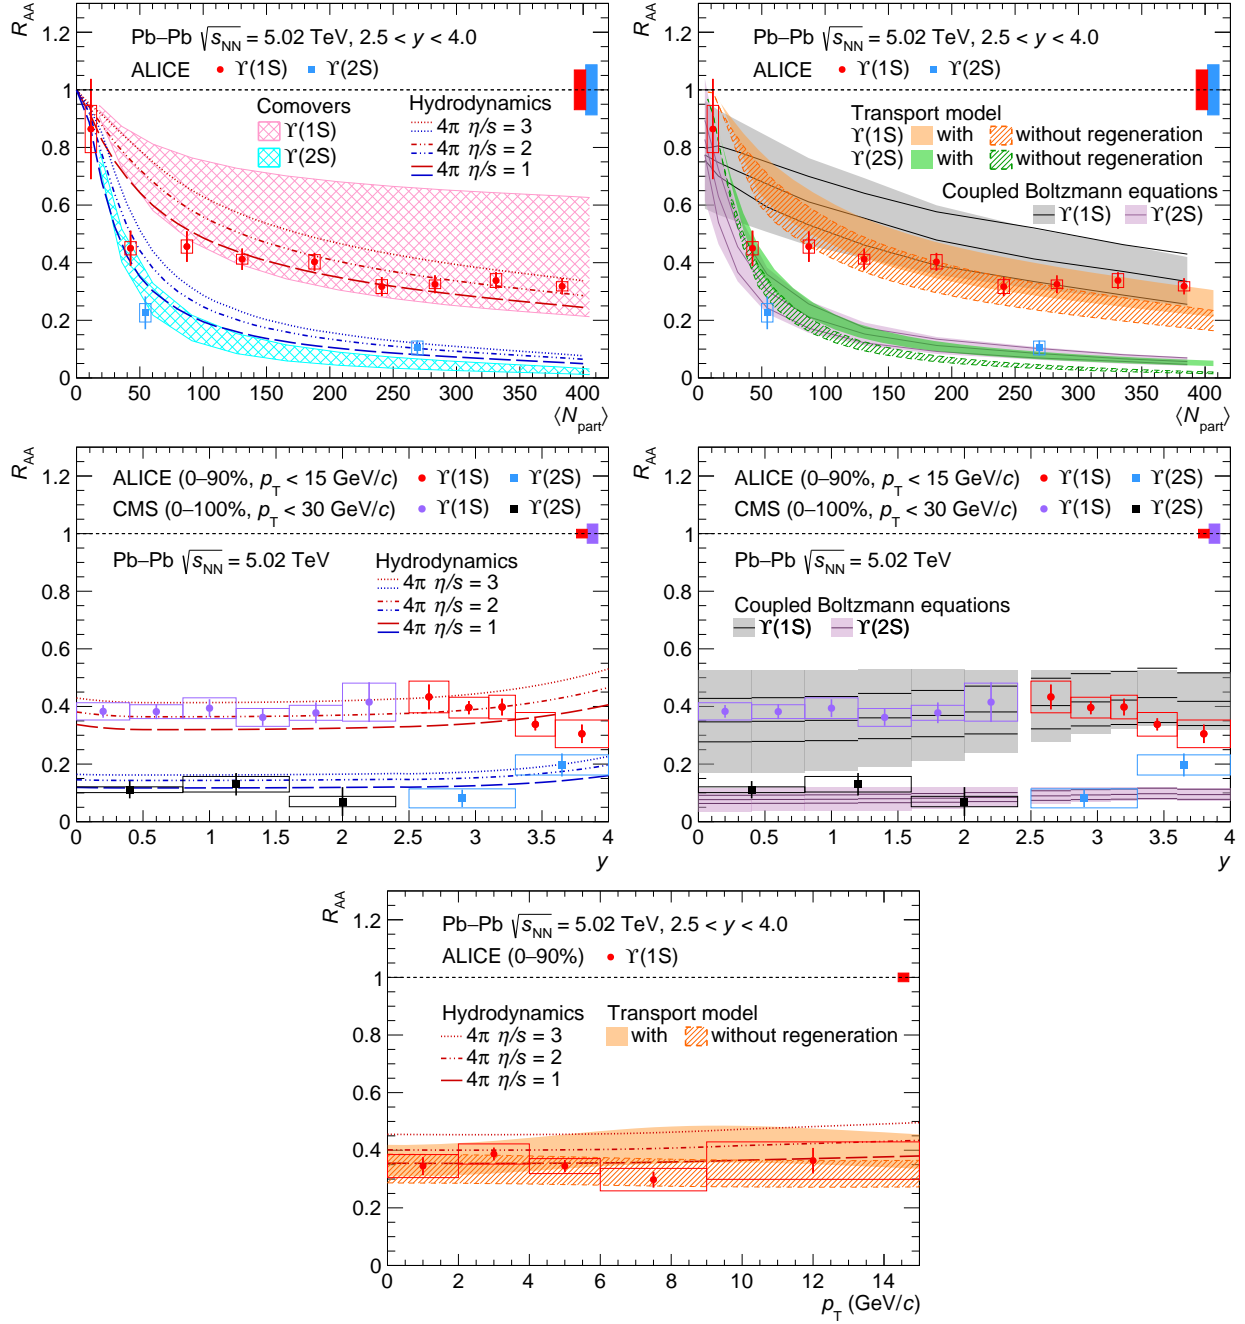 R_AA
1.2
1
0.8
0.6
0.4
0.2
0
Pb–Pb √s_NN = 5.02 TeV, 2.5 < y < 4.0
ALICE ϒ(1S) ϒ(2S)
Comovers
ϒ(1S)
ϒ(2S)
Hydrodynamics
4π η/s = 3
4π η/s = 2
4π η/s = 1
0 50 100 150 200 250 300 350 400
⟨N_part⟩
R_AA
1.2
1
0.8
0.6
0.4
0.2
0
Pb–Pb √s_NN = 5.02 TeV, 2.5 < y < 4.0
ALICE ϒ(1S) ϒ(2S)
Transport model
ϒ(1S) with without regeneration
ϒ(2S) with without regeneration
Coupled Boltzmann equations
ϒ(1S) ϒ(2S)
0 50 100 150 200 250 300 350 400
⟨N_part⟩
R_AA
1.2
1
0.8
0.6
0.4
0.2
0
ALICE (0–90%, p_T < 15 GeV/c) ϒ(1S) ϒ(2S)
CMS (0–100%, p_T < 30 GeV/c) ϒ(1S) ϒ(2S)
Pb–Pb √s_NN = 5.02 TeV
Hydrodynamics
4π η/s = 3
4π η/s = 2
4π η/s = 1
0 0.5 1 1.5 2 2.5 3 3.5 4
y
R_AA
1.2
1
0.8
0.6
0.4
0.2
0
ALICE (0–90%, p_T < 15 GeV/c) ϒ(1S) ϒ(2S)
CMS (0–100%, p_T < 30 GeV/c) ϒ(1S) ϒ(2S)
Pb–Pb √s_NN = 5.02 TeV
Coupled Boltzmann equations
ϒ(1S) ϒ(2S)
0 0.5 1 1.5 2 2.5 3 3.5 4
y
R_AA
1.2
1
0.8
0.6
0.4
0.2
0
Pb–Pb √s_NN = 5.02 TeV, 2.5 < y < 4.0
ALICE (0–90%) ϒ(1S)
Hydrodynamics
4π η/s = 3
4π η/s = 2
4π η/s = 1
Transport model
with without regeneration
0 2 4 6 8 10 12 14
p_T (GeV/c)